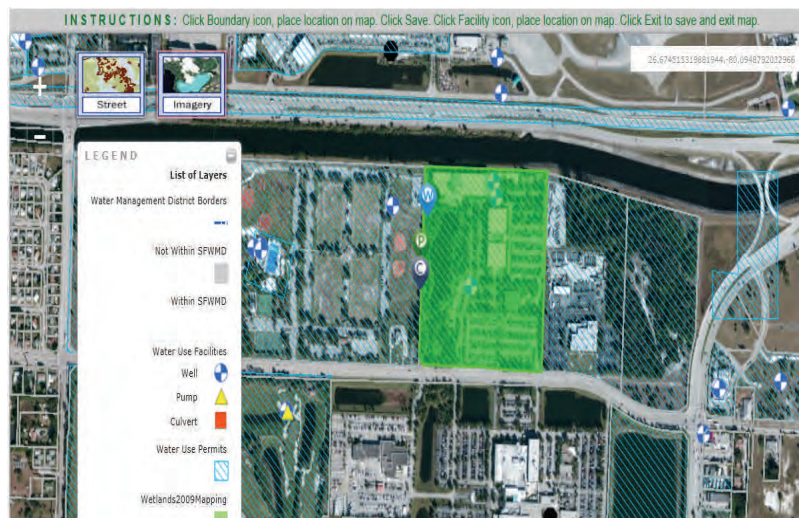 INSTRUCTIONS: Click Boundary icon, place location on map. Click Save. Click Facility icon, place location on map. Click Exit to save and exit map.
26.674515319881944,-80.0948792022966
+
Street
Imagery
-
LEGEND
List of Layers
Water Management District Borders
Not Within SFWMD
Within SFWMD
Water Use Facilities
Well
Pump
Culvert
Water Use Permits
Wetlands2009Mapping
W
P
C